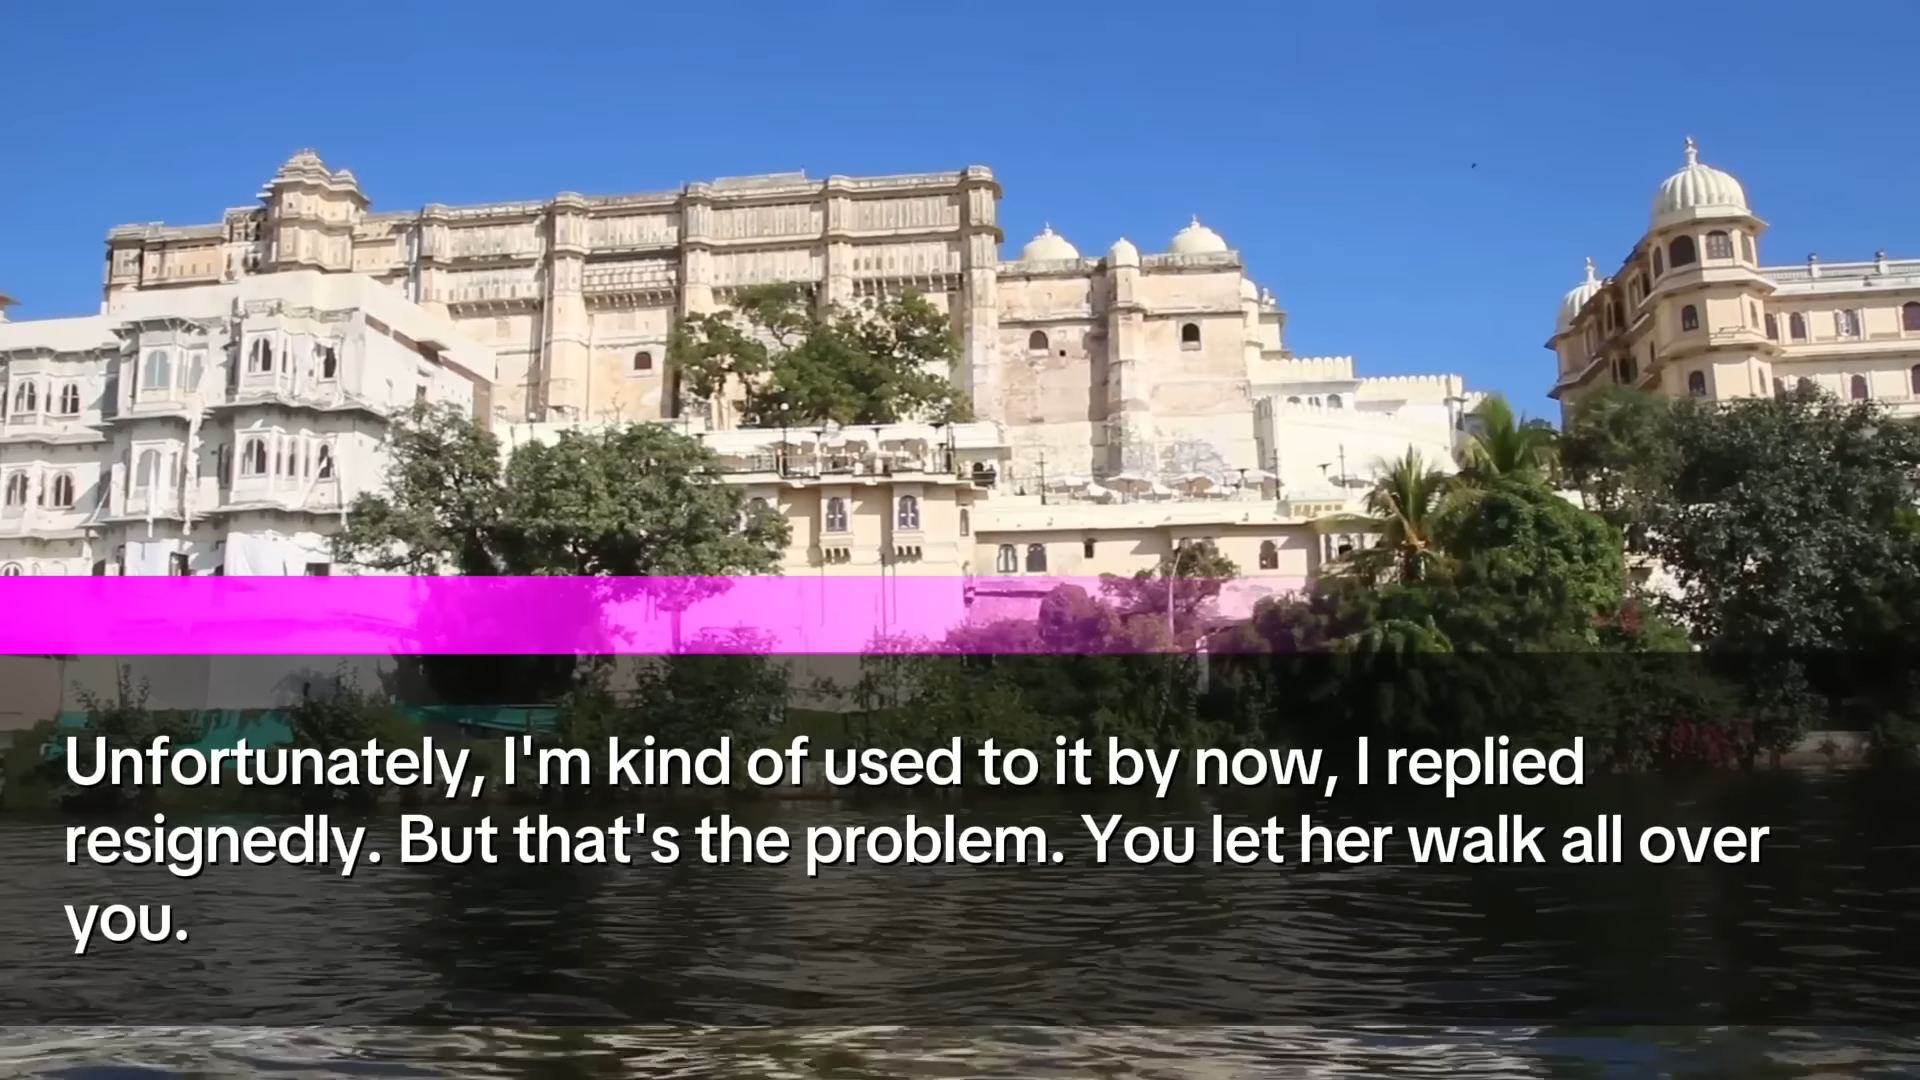 Unfortunately, I'm kind of used to it by now, I replied
resignedly. But that's the problem. You let her walk all over
you.